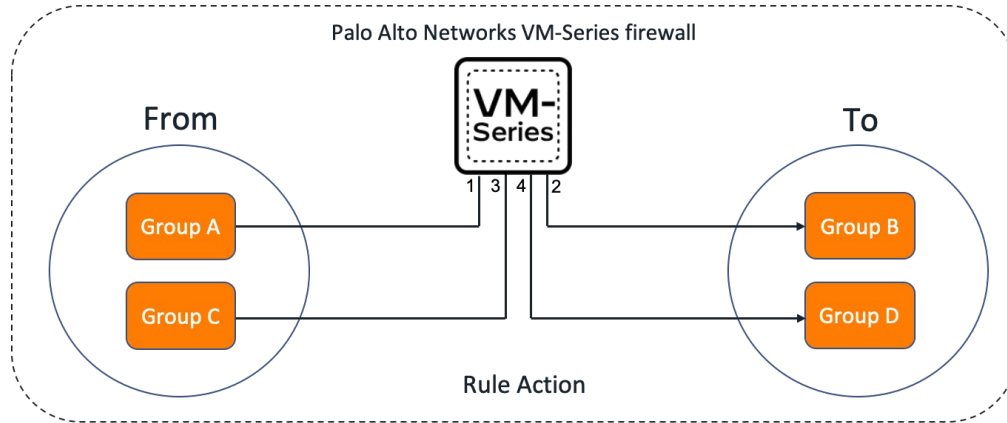 Palo Alto Networks VM-Series firewall
VM-
Series
From
To
1 3 4 2
Group A
Group B
Group C
Group D
Rule Action